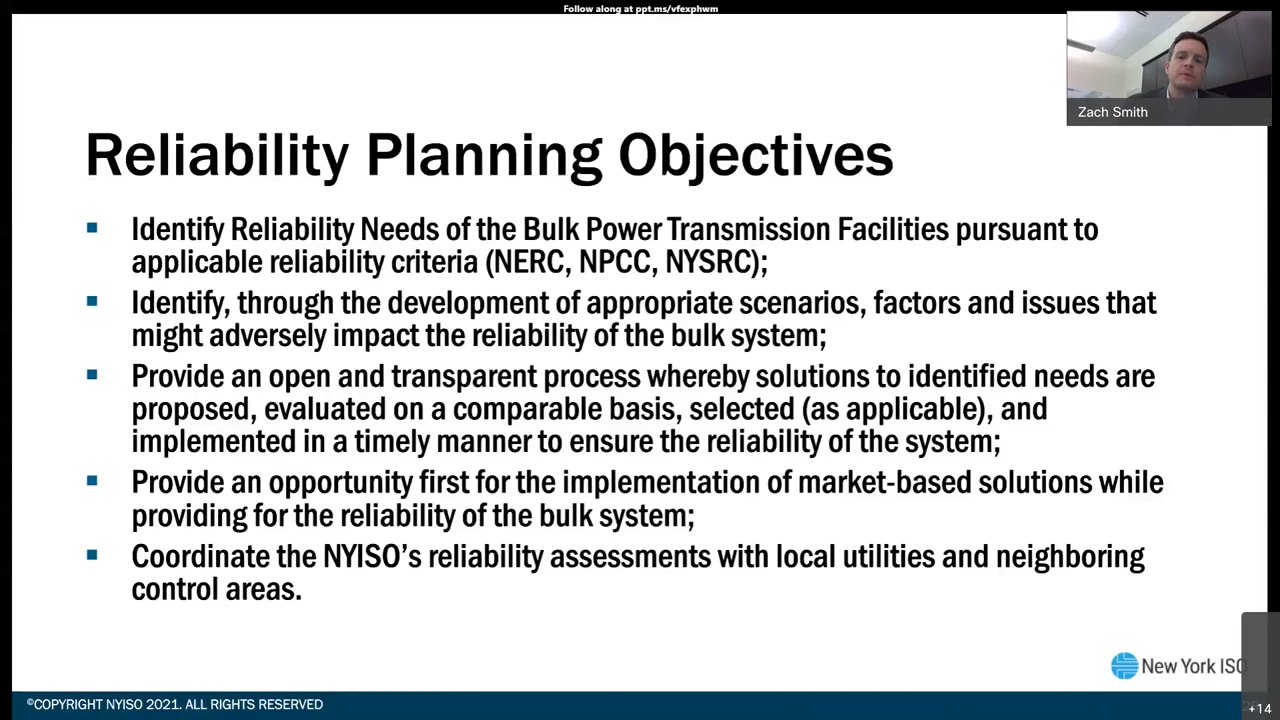 Follow along at ppt.ms/vfexphwm
Zach Smith
Reliability Planning Objectives
▪ Identify Reliability Needs of the Bulk Power Transmission Facilities pursuant to
applicable reliability criteria (NERC, NPCC, NYSRC);
▪ Identify, through the development of appropriate scenarios, factors and issues that
might adversely impact the reliability of the bulk system;
▪ Provide an open and transparent process whereby solutions to identified needs are
proposed, evaluated on a comparable basis, selected (as applicable), and
implemented in a timely manner to ensure the reliability of the system;
▪ Provide an opportunity first for the implementation of market-based solutions while
providing for the reliability of the bulk system;
▪ Coordinate the NYISO’s reliability assessments with local utilities and neighboring
control areas.
New York ISO
©COPYRIGHT NYISO 2021. ALL RIGHTS RESERVED
+14